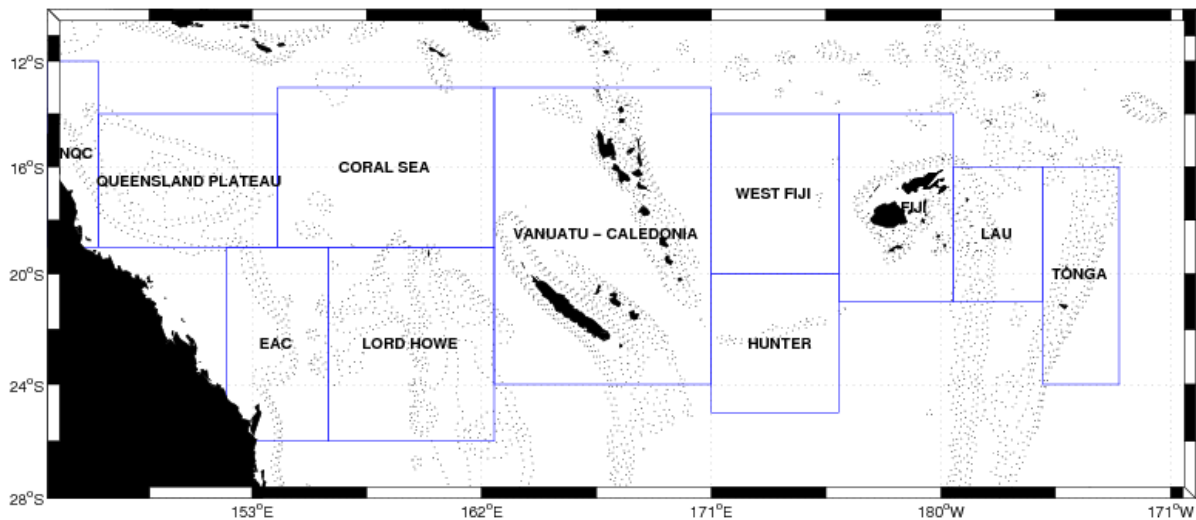 12°S
NQC
16°S
QUEENSLAND PLATEAU
CORAL SEA
WEST FIJI
FIJI
VANUATU – CALEDONIA
LAU
20°S
TONGA
EAC
LORD HOWE
HUNTER
24°S
28°S
153°E
162°E
171°E
180°W
171°W